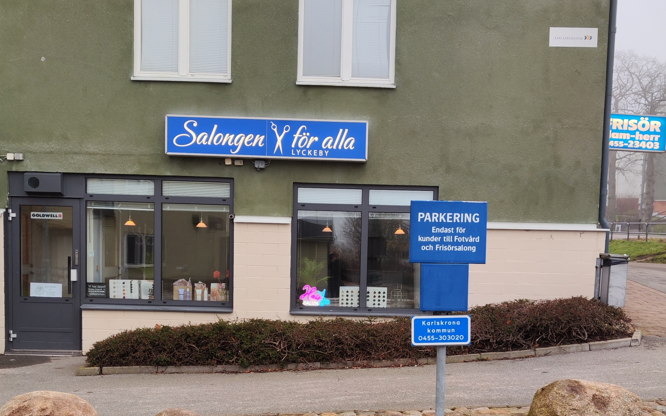 Salongen för alla
LYCKEBY
FRISÖR
dam-herr
0455-23403
GOLDWELL
PARKERING
Endast för
kunder till Fotvård
och Frisörsalong
Karlskrona
kommun
0455-303020